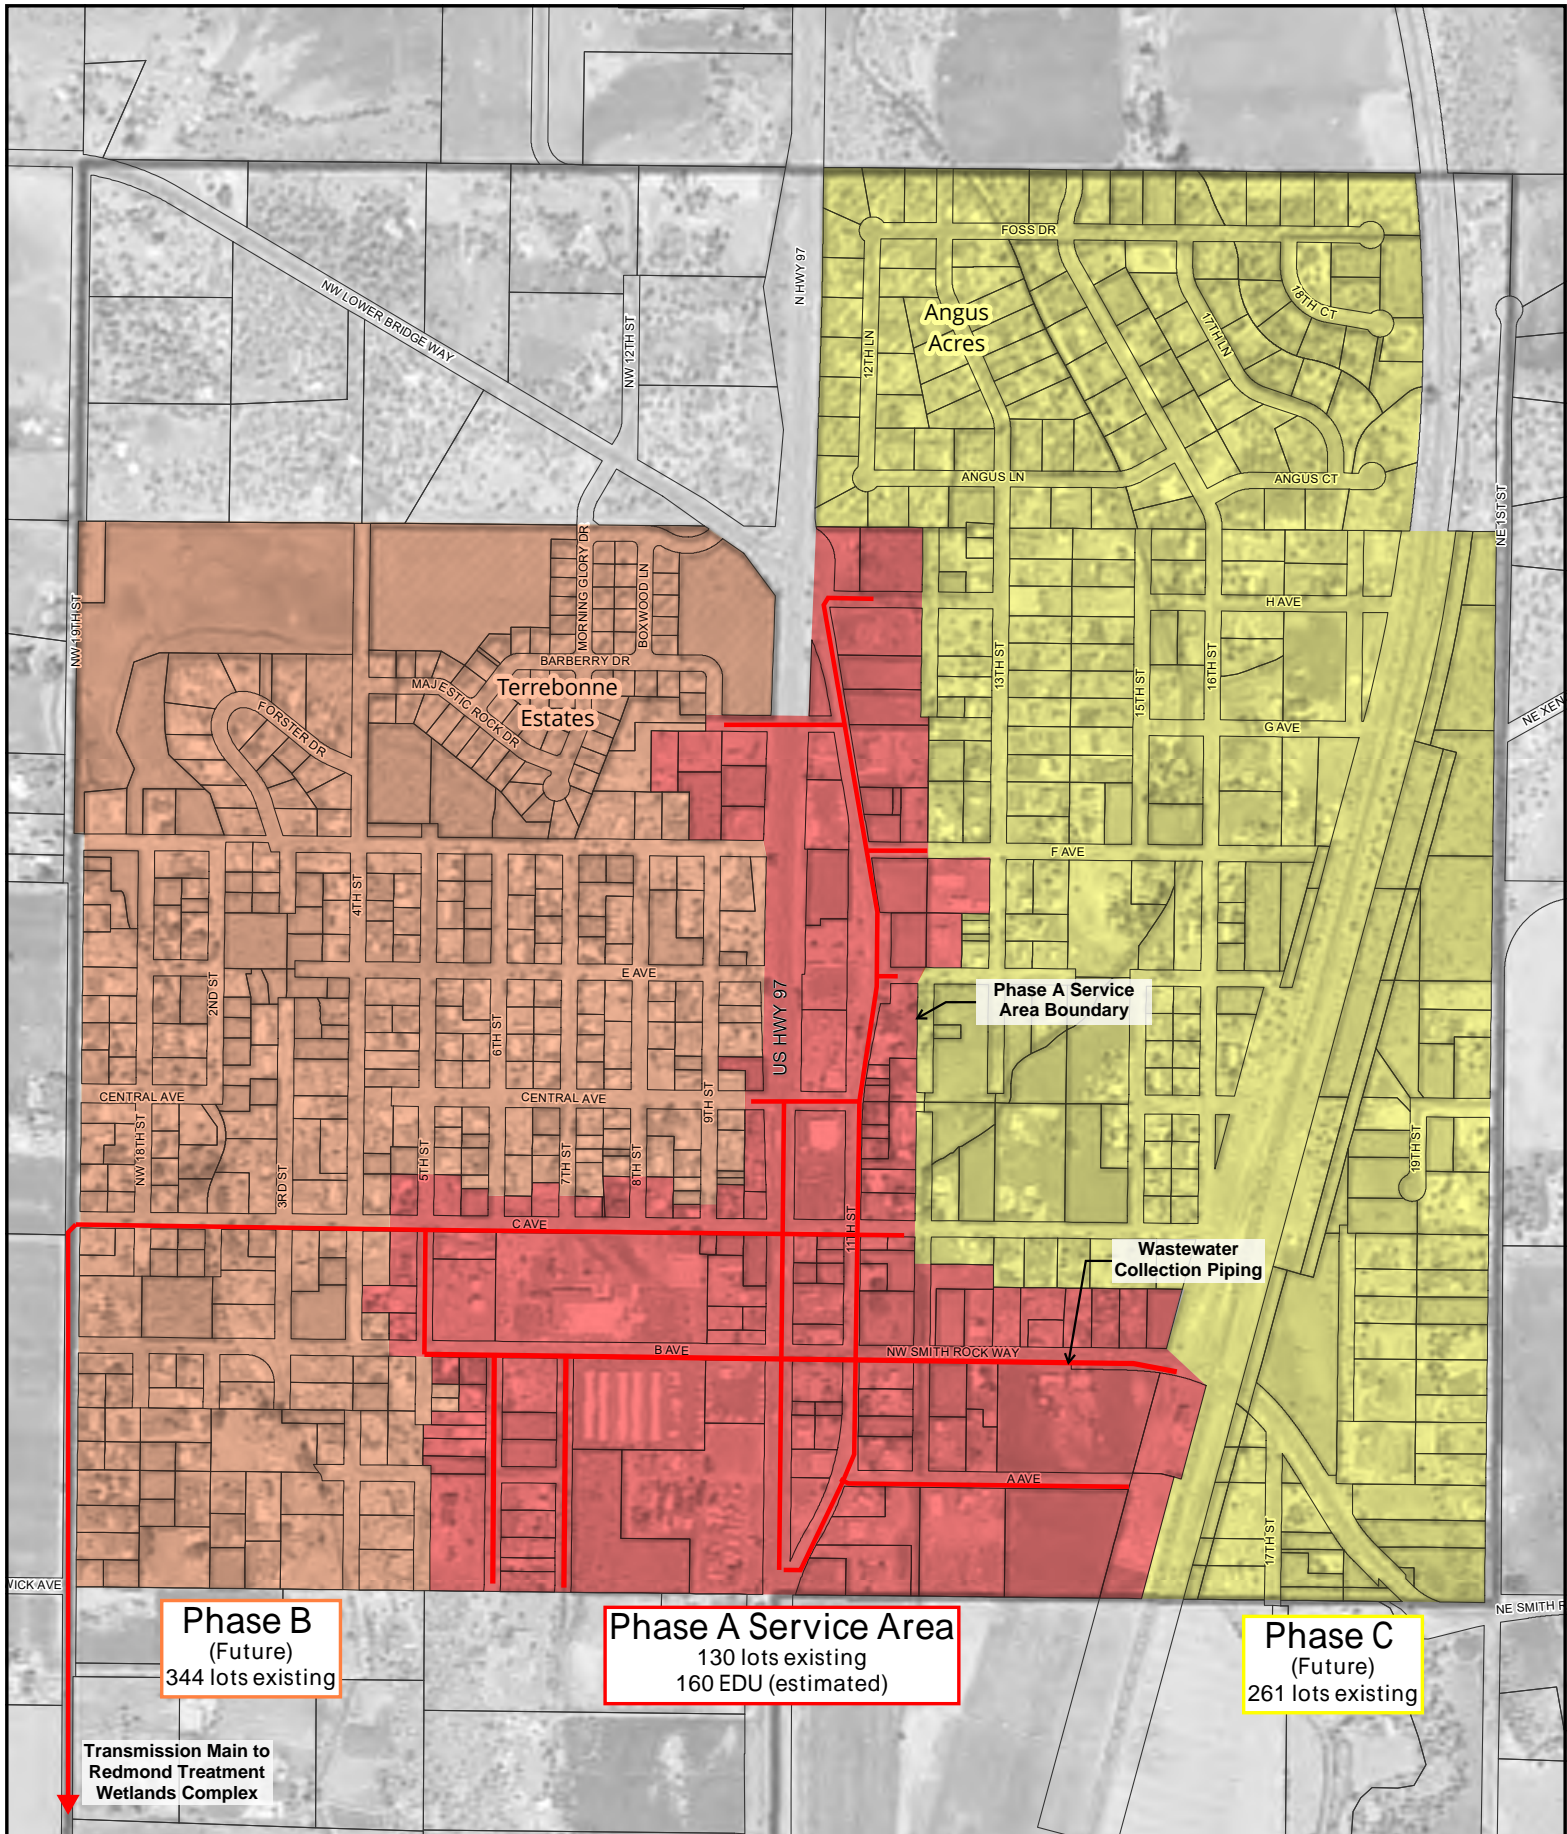 FOSS DR
N HWY 97
18TH CT
NW LOWER BRIDGE WAY
Angus
Acres
NW 12TH ST
12TH LN
17TH LN
ANGUS LN
ANGUS CT
NE 1ST ST
MORNING GLORY DR
BOXWOOD LN
NW 19TH ST
H AVE
BARBERRY DR
13TH ST
15TH ST
16TH ST
MAJESTIC ROCK DR
Terrebonne
Estates
FORSTER DR
G AVE
NE XEN
F AVE
4TH ST
E AVE
2ND ST
US HWY 97
Phase A Service
Area Boundary
6TH ST
CENTRAL AVE
CENTRAL AVE
9TH ST
NW 18TH ST
3RD ST
5TH ST
7TH ST
8TH ST
19TH ST
C AVE
11TH ST
Wastewater
Collection Piping
B AVE
NW SMITH ROCK WAY
A AVE
17TH ST
WICK AVE
NE SMITH R
Phase B
(Future)
344 lots existing
Phase A Service Area
130 lots existing
160 EDU (estimated)
Phase C
(Future)
261 lots existing
Transmission Main to
Redmond Treatment
Wetlands Complex